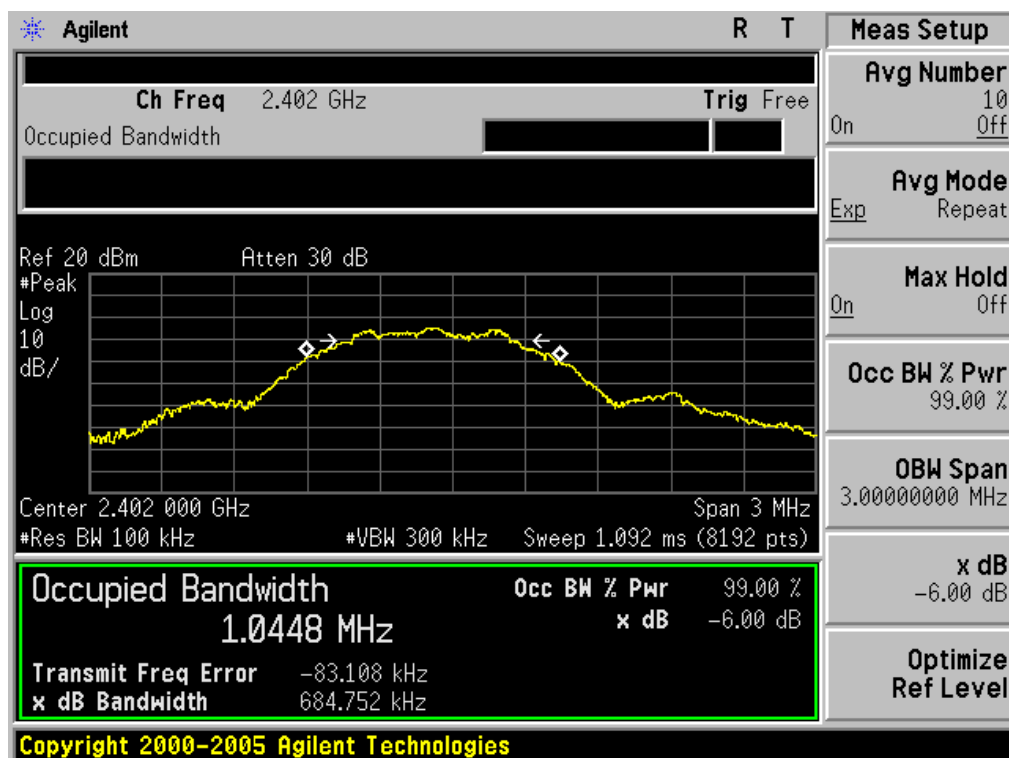 Agilent R T
Ch Freq 2.402 GHz Trig Free
Occupied Bandwidth
Ref 20 dBm Atten 30 dB
#Peak
Log
10
dB/
Center 2.402 000 GHz Span 3 MHz
#Res BW 100 kHz #VBW 300 kHz Sweep 1.092 ms (8192 pts)
Occupied Bandwidth Occ BW % Pwr 99.00 %
1.0448 MHz x dB -6.00 dB
Transmit Freq Error -83.108 kHz
x dB Bandwidth 684.752 kHz
Copyright 2000-2005 Agilent Technologies
Meas Setup
Avg Number
10
On Off
Avg Mode
Exp Repeat
Max Hold
On Off
Occ BW % Pwr
99.00 %
OBW Span
3.00000000 MHz
x dB
-6.00 dB
Optimize
Ref Level